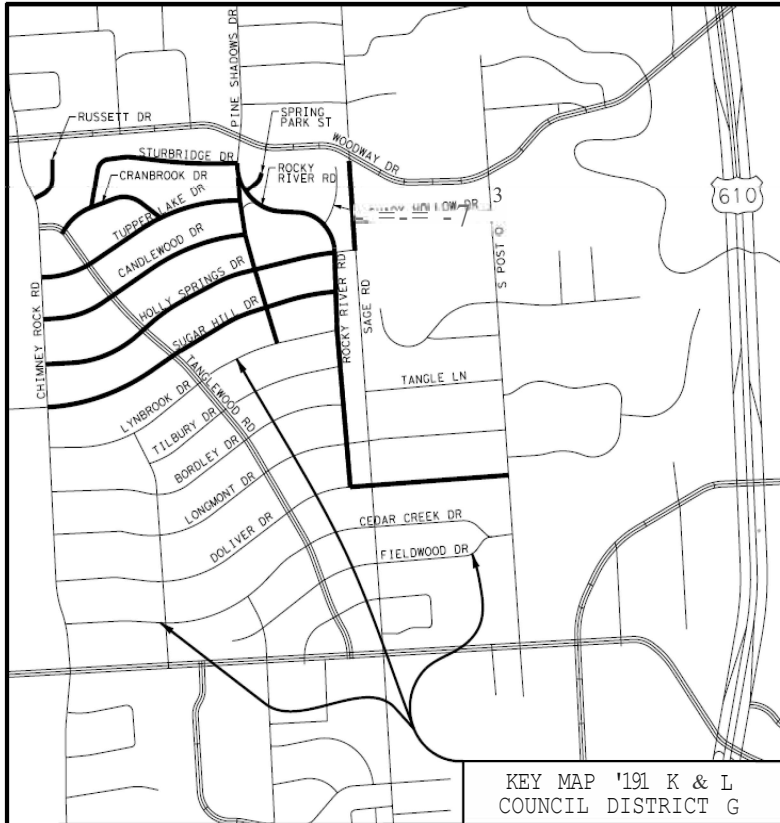 PINE SHADOWS DR
RUSSETT DR
SPRING
PARK ST
WOODWAY DR
STURBRIDGE DR
CRANBROOK DR
ROCKY
RIVER RD
TUPPER LAKE DR
HOLLOW DR
3
7
610
CANDLEWOOD DR
S POST O
HOLLY SPRINGS DR
ROCKY RIVER RD
SAGE RD
CHIMNEY ROCK RD
SUGAR HILL DR
TANGLEWOOD RD
TANGLE LN
LYNBROOK DR
TILBURY DR
BORDLEY DR
LONGMONT DR
DOLIVER DR
CEDAR CREEK DR
FIELDWOOD DR
KEY MAP '191 K & L
COUNCIL DISTRICT G